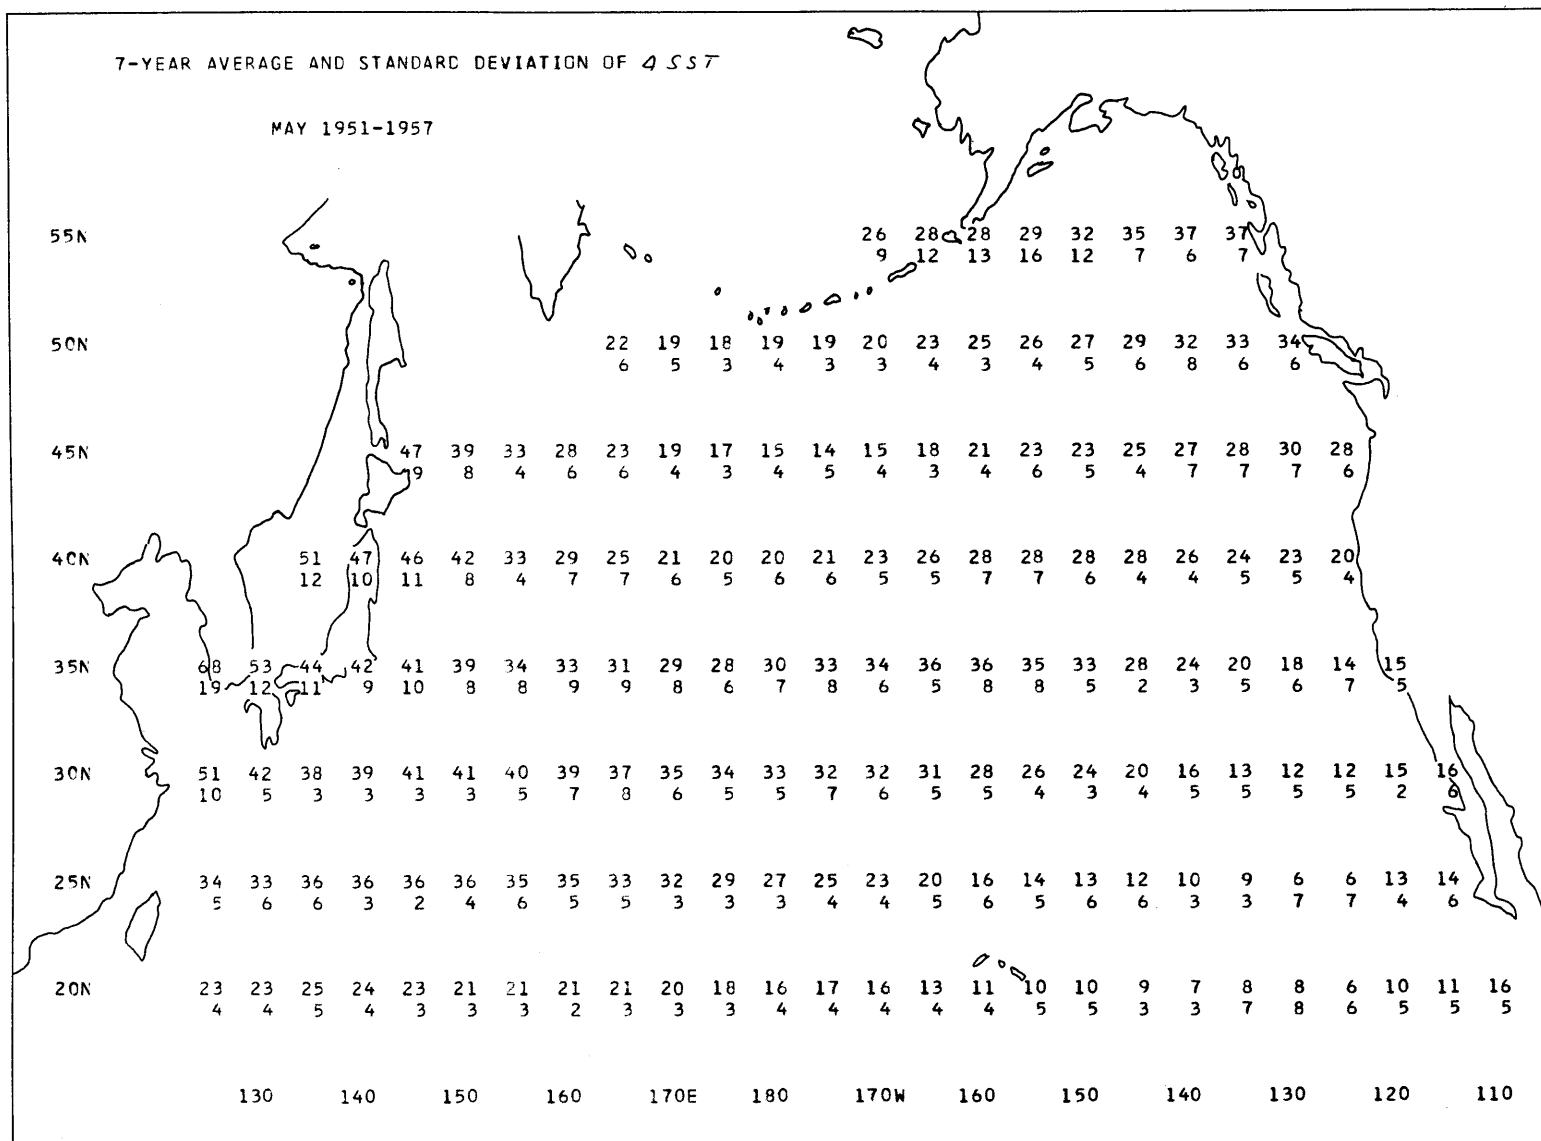 7-YEAR AVERAGE AND STANDARD DEVIATION OF Δ SST
MAY 1951-1957
55N 26 28 28 29 32 35 37 37
9 12 13 16 12 7 6 7
50N 22 19 18 19 19 20 23 25 26 27 29 32 33 34
6 5 3 4 3 3 4 3 4 5 6 8 6 6
45N 47 39 33 28 23 19 17 15 14 15 18 21 23 23 25 27 28 30 28
9 8 4 6 6 4 3 4 5 4 3 4 6 5 4 7 7 7 6
40N 51 47 46 42 33 29 25 21 20 20 21 23 26 28 28 28 28 26 24 23 20
12 10 11 8 4 7 7 6 5 6 6 5 5 7 7 6 4 4 5 5 4
35N 68 53 44 42 41 39 34 33 31 29 28 30 33 34 36 36 35 33 28 24 20 18 14 15
19 12 11 9 10 8 8 9 9 8 6 7 8 6 5 8 8 5 2 3 5 6 7 5
30N 51 42 38 39 41 41 40 39 37 35 34 33 32 32 31 28 26 24 20 16 13 12 12 15 16
10 5 3 3 3 3 5 7 8 6 5 5 7 6 5 5 4 3 4 5 5 5 5 2 6
25N 34 33 36 36 36 36 35 35 33 32 29 27 25 23 20 16 14 13 12 10 9 6 6 13 14
5 6 6 3 2 4 6 5 5 3 3 3 4 4 5 6 5 6 6 3 3 7 7 4 6
20N 23 23 25 24 23 21 21 21 21 20 18 16 17 16 13 11 10 10 9 7 8 8 6 10 11 16
4 4 5 4 3 3 3 2 3 3 3 4 4 4 4 4 5 5 3 3 7 8 6 5 5 5
130 140 150 160 170E 180 170W 160 150 140 130 120 110